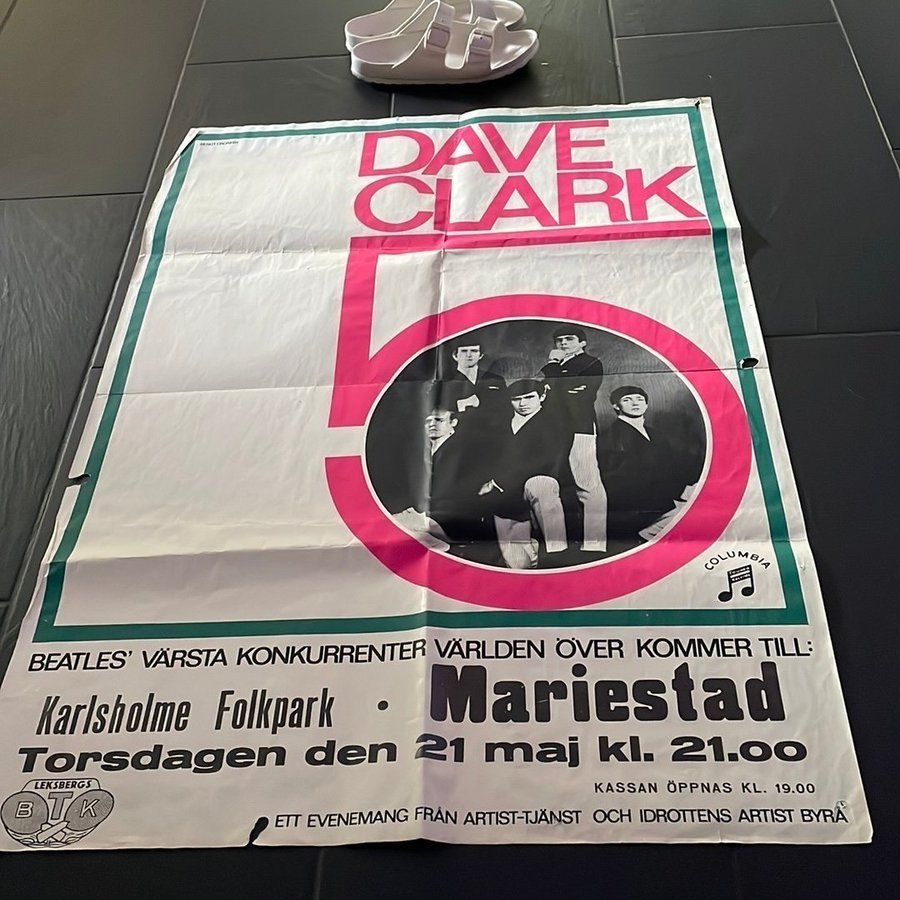 DAVE
CLARK
5
COLUMBIA
BEATLES' VÄRSTA KONKURRENTER VÄRLDEN ÖVER KOMMER TILL:
Karlsholme Folkpark · Mariestad
Torsdagen den 21 maj kl. 21.00
KASSAN ÖPPNAS KL. 19.00
LEKSBERGS
BTK
ETT EVENEMANG FRÅN ARTIST-TJÄNST OCH IDROTTENS ARTIST BYRÅ